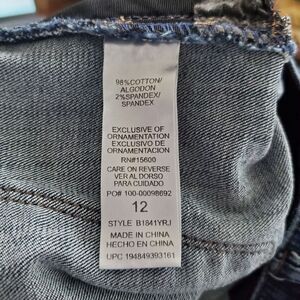 98% COTTON/
ALGODON
2% SPANDEX/
SPANDEX
EXCLUSIVE OF
ORNAMENTATION
EXCLUSIVO DE
ORNAMENTACION
RN#15600
CARE ON REVERSE
VER AL DORSO
PARA CUIDADO
PO# 100-00098692
12
STYLE B1841YRJ
MADE IN CHINA
HECHO EN CHINA
UPC 194849393161